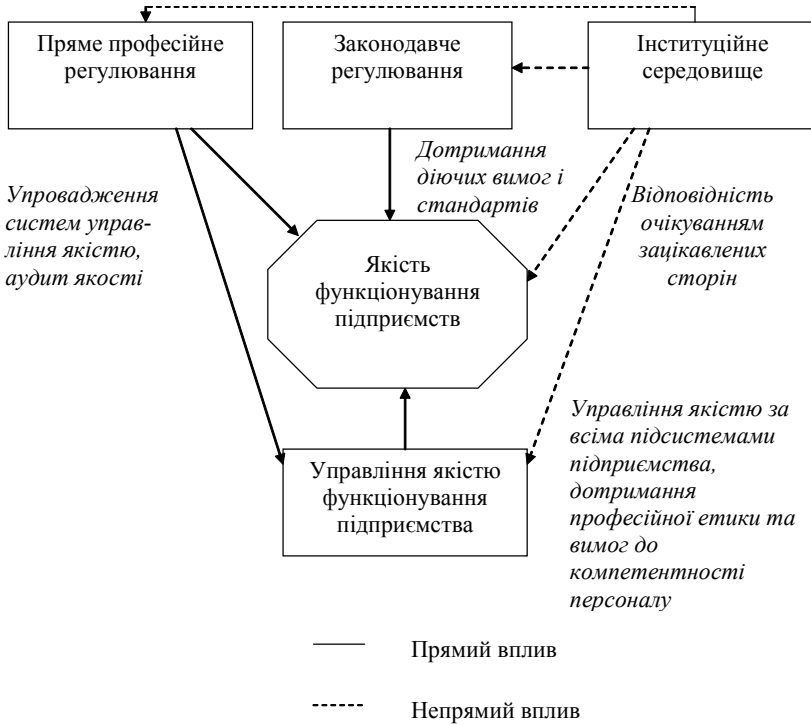 Пряме професійне
регулювання
Законодавче
регулювання
Інституційне
середовище
Упровадження
систем управ-
ління якістю,
аудит якості
Дотримання
діючих вимог і
стандартів
Відповідність
очікуванням
зацікавлених
сторін
Якість
функціонування
підприємств
Управління якістю
функціонування
підприємства
Управління якістю за
всіма підсистемами
підприємства,
дотримання
професійної етики та
вимог до
компетентності
персоналу
Прямий вплив
Непрямий вплив